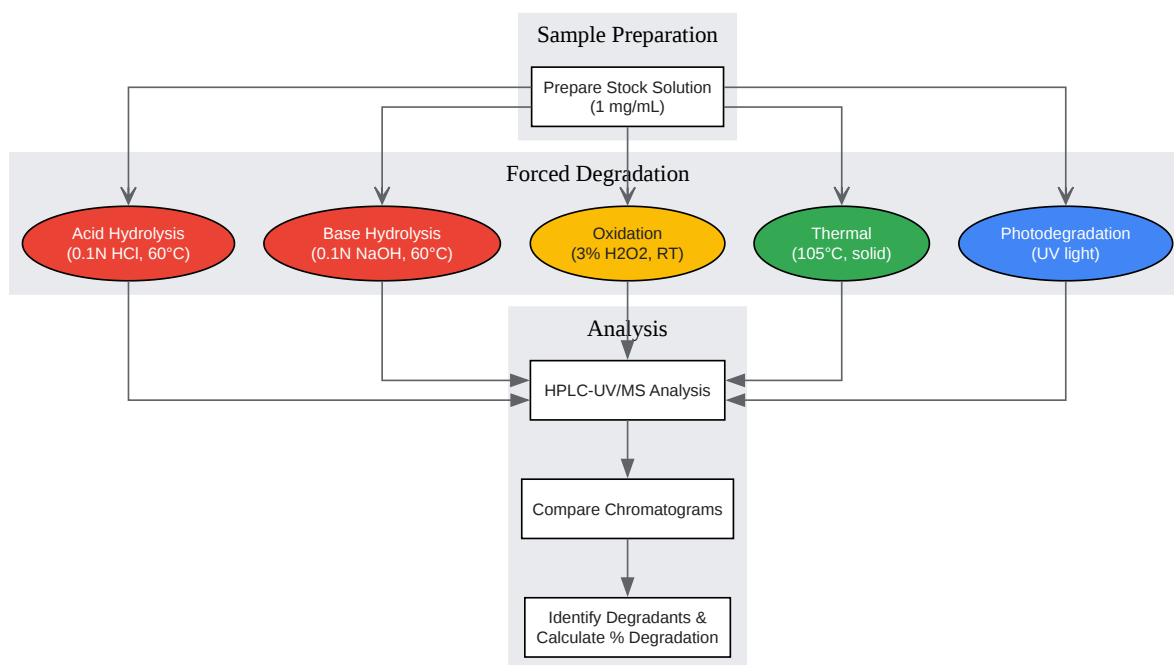 Sample Preparation
Prepare Stock Solution
(1 mg/mL)
Forced Degradation
Acid Hydrolysis
(0.1N HCl, 60°C)
Base Hydrolysis
(0.1N NaOH, 60°C)
Oxidation
(3% H2O2, RT)
Thermal
(105°C, solid)
Photodegradation
(UV light)
Analysis
HPLC-UV/MS Analysis
Compare Chromatograms
Identify Degradants &
Calculate % Degradation